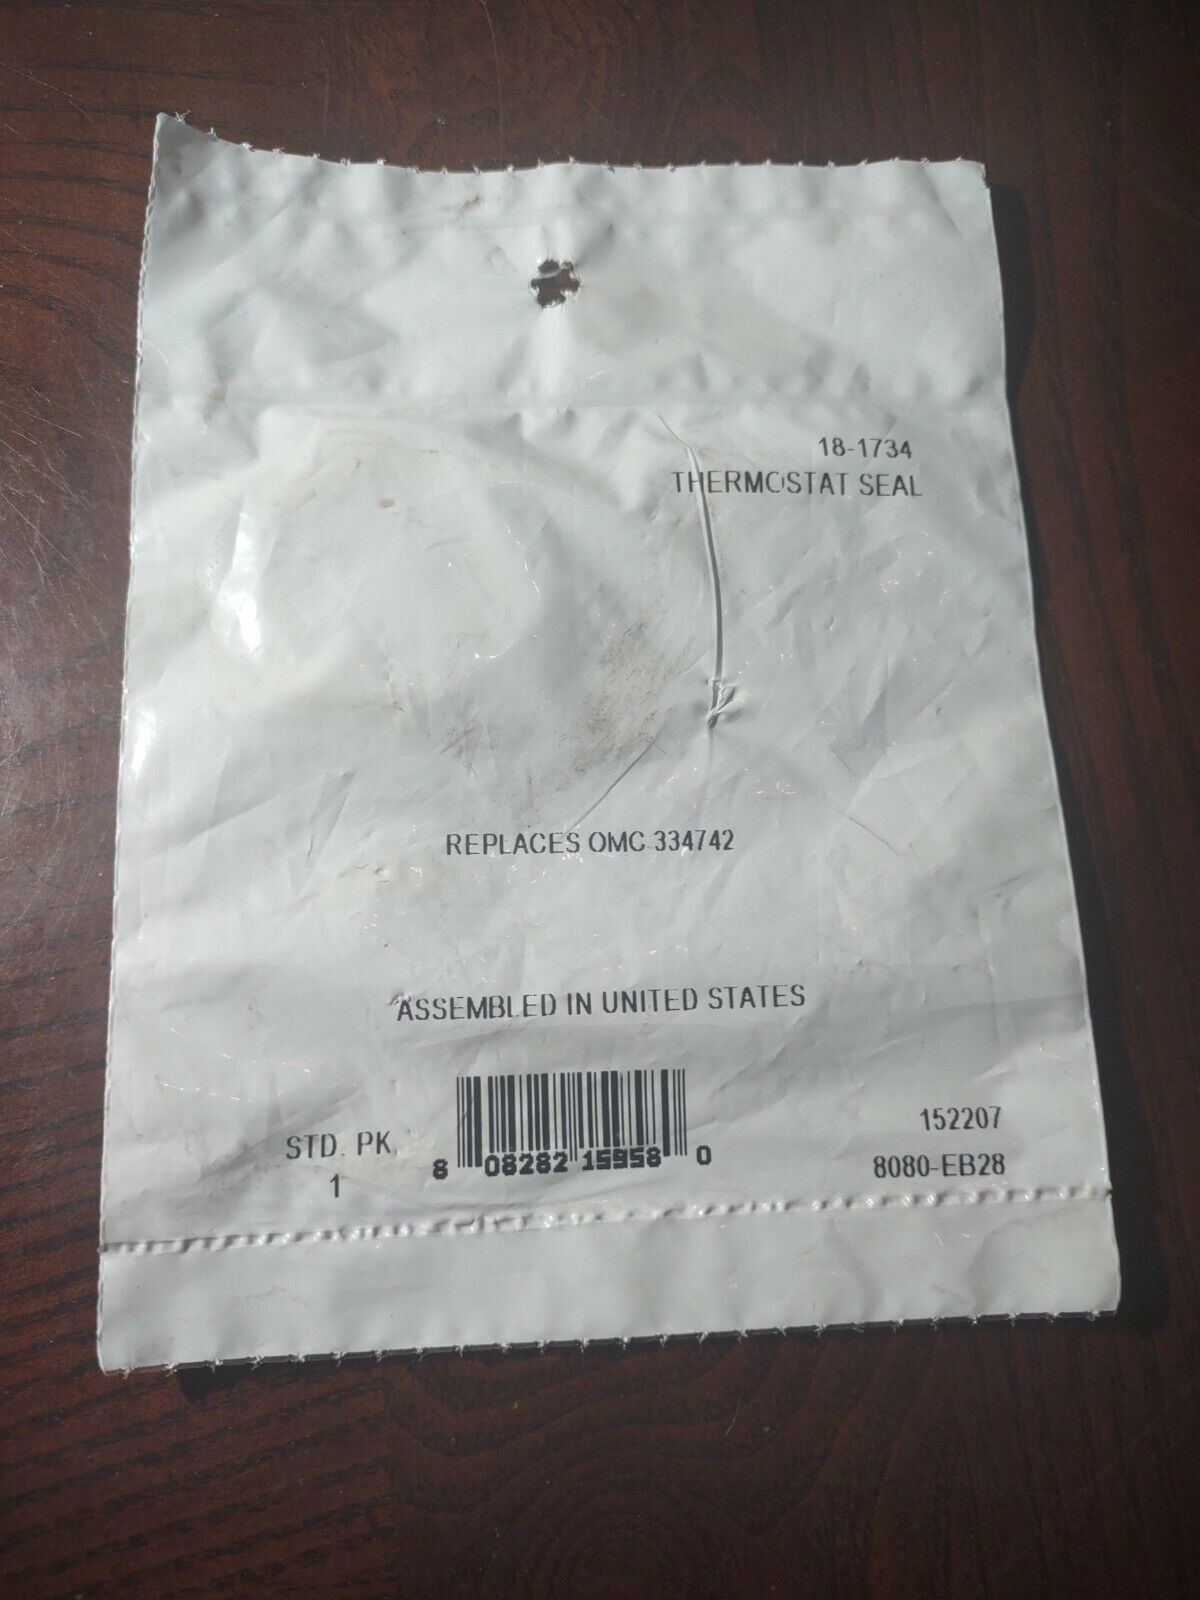 18-1734
THERMOSTAT SEAL
REPLACES OMC 334742
ASSEMBLED IN UNITED STATES
STD. PK.
1
8 08282 15958 0
152207
8080-EB28